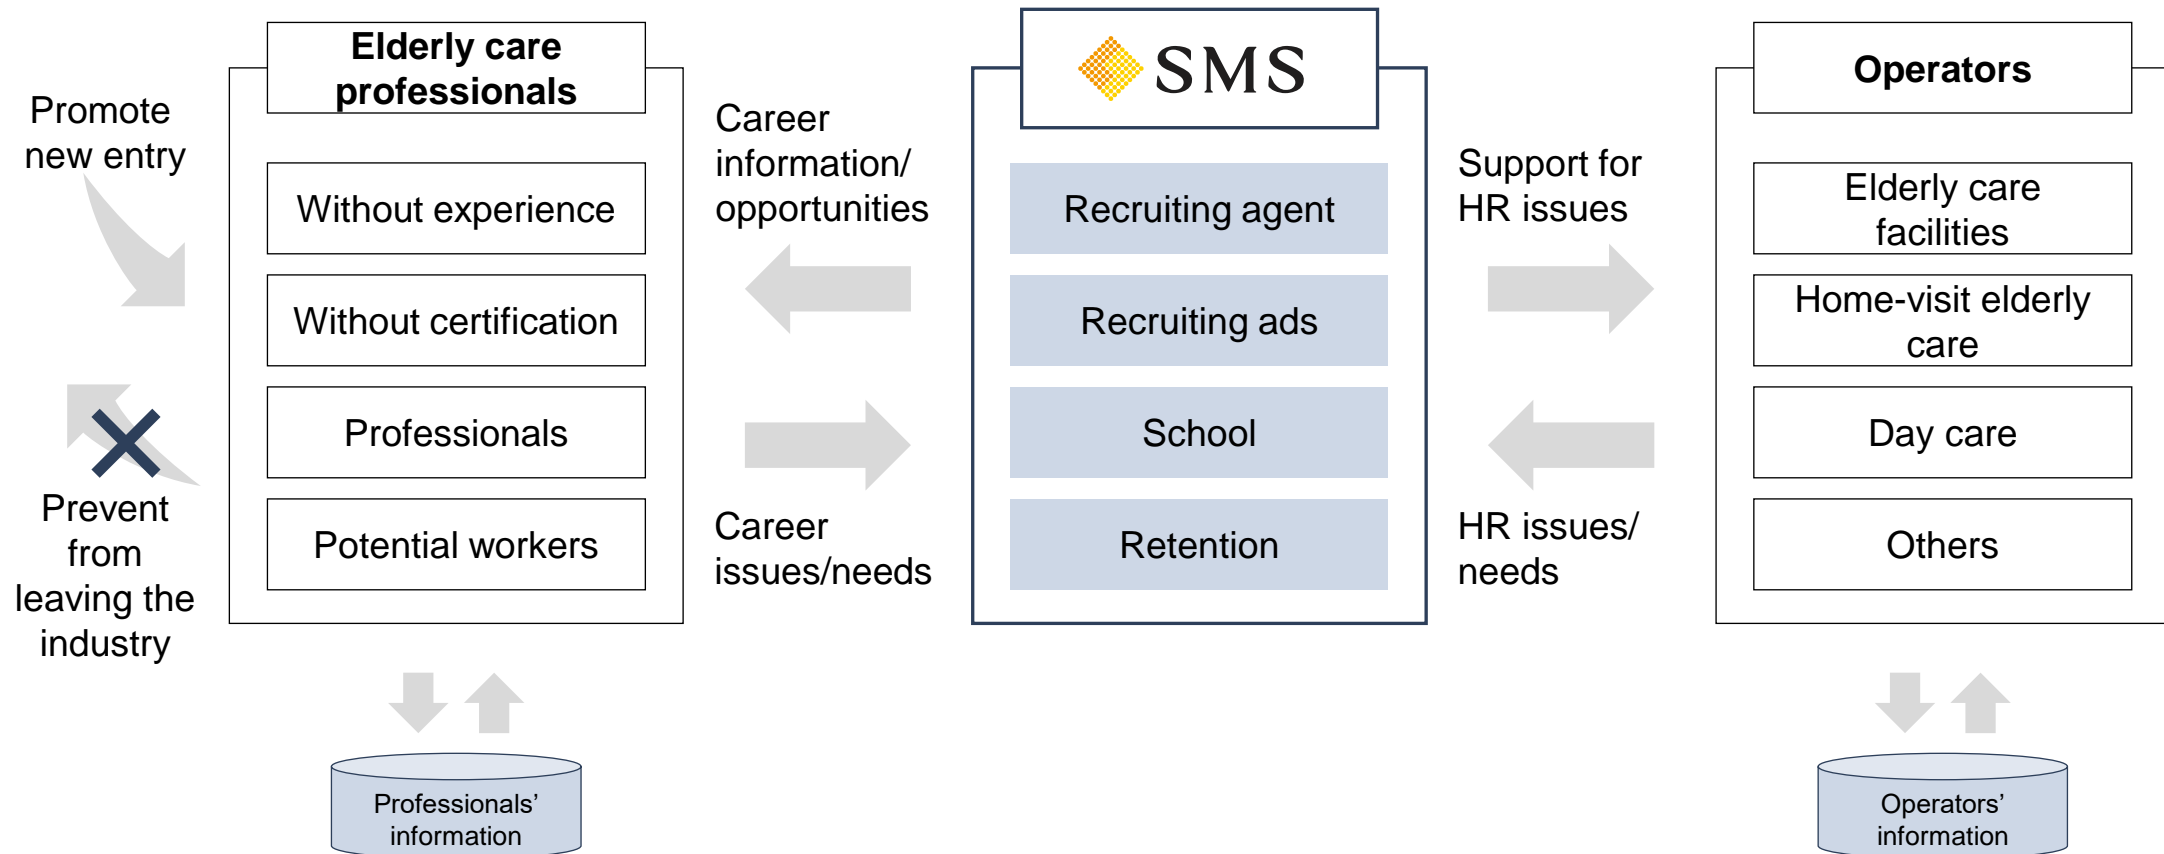 Promote
new entry
Prevent
from
leaving the
industry
Elderly care
professionals
Without experience
Without certification
Professionals
Potential workers
Professionals’
information
Career
information/
opportunities
Career
issues/needs
SMS
Recruiting agent
Recruiting ads
School
Retention
Support for
HR issues
HR issues/
needs
Operators
Elderly care
facilities
Home-visit elderly
care
Day care
Others
Operators’
information